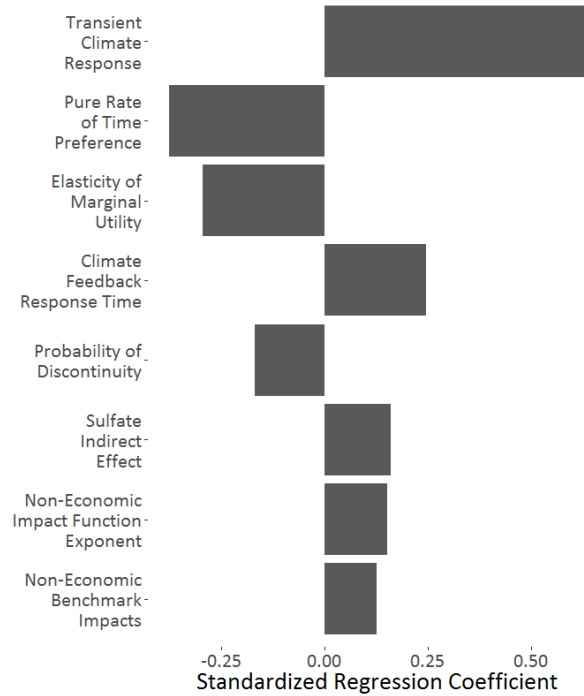 Transient
Climate
Response
Pure Rate
of Time
Preference
Elasticity of
Marginal
Utility
Climate
Feedback
Response Time
Probability of
Discontinuity
Sulfate
Indirect
Effect
Non-Economic
Impact Function
Exponent
Non-Economic
Benchmark
Impacts
-0.25 0.00 0.25 0.50
Standardized Regression Coefficient